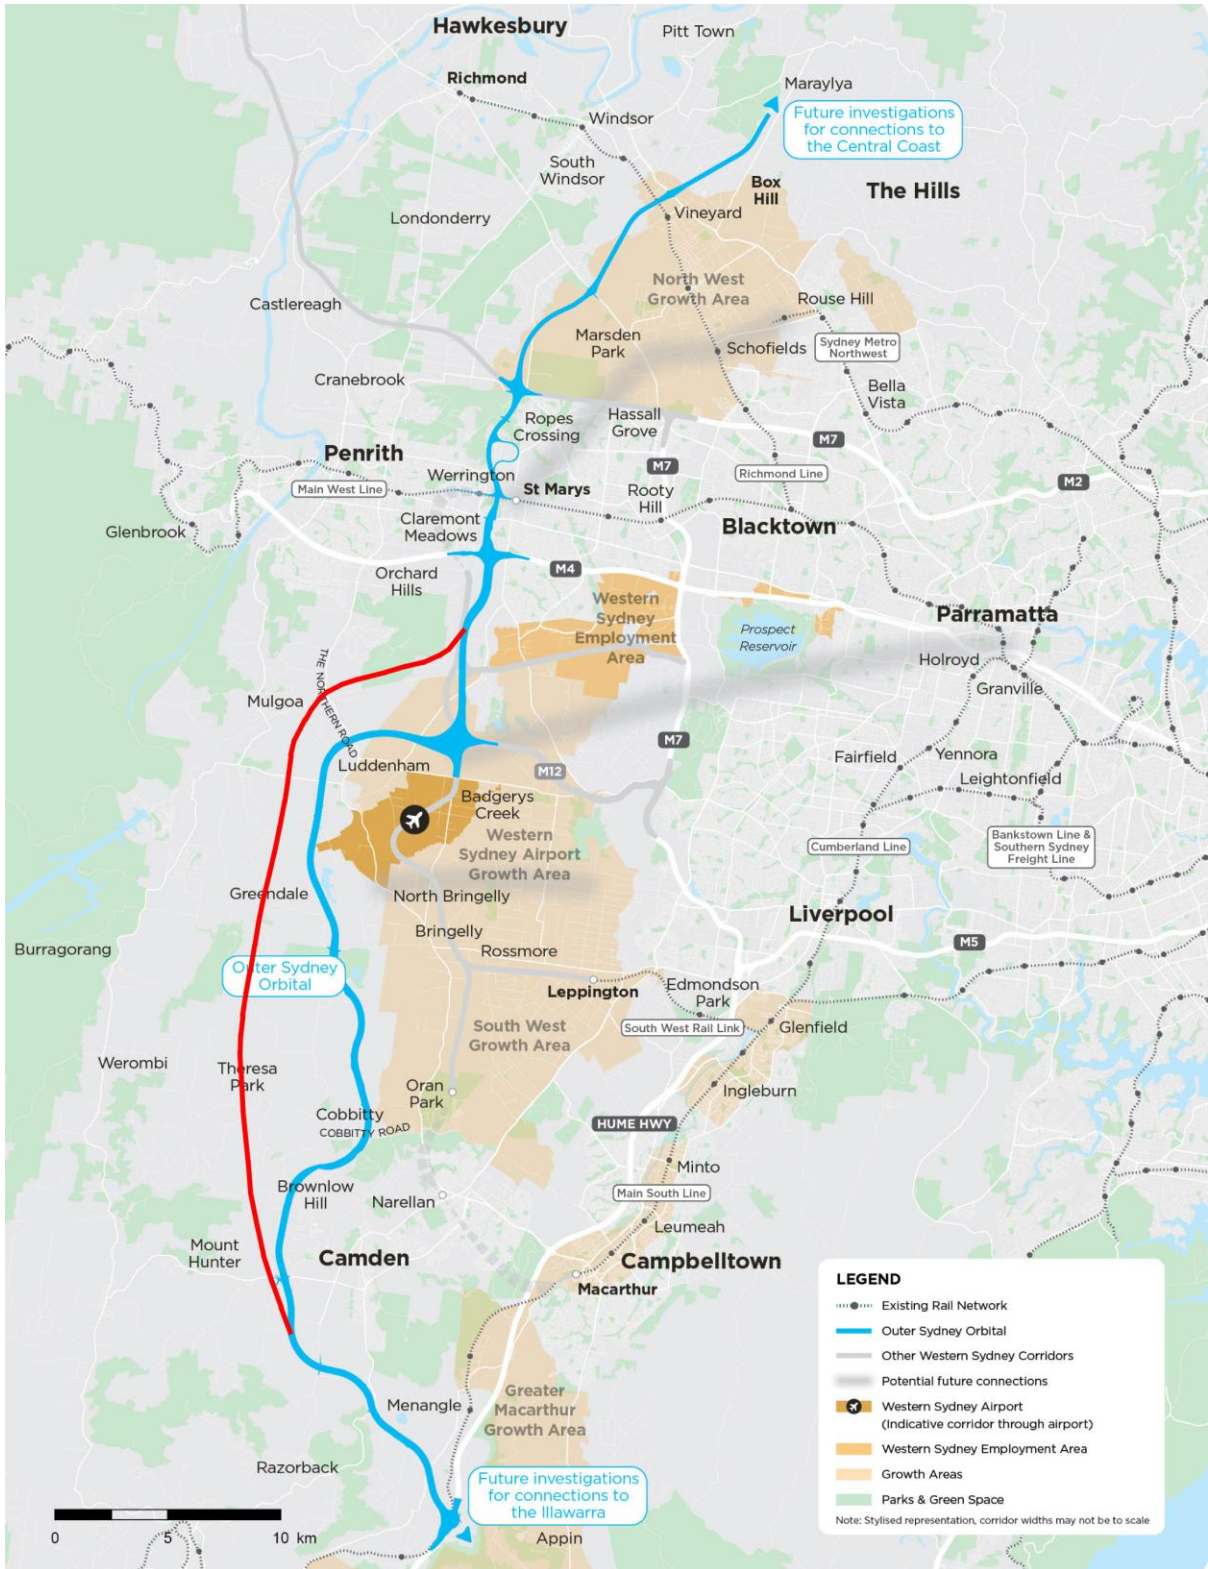 Hawkesbury
Pitt Town
Richmond
Maraylya
Future investigations
for connections to
the Central Coast
Windsor
South
Windsor
Box
Hill
The Hills
Londonderry
Vineyard
North West
Growth Area
Castlereagh
Rouse Hill
Marsden
Park
Schofields
Sydney Metro
Northwest
Cranebrook
Bella
Vista
Ropes
Crossing
Hassall
Grove
M7
Penrith
M7
Richmond Line
Werrington
Main West Line
St Marys
Rooty
Hill
M2
Claremont
Meadows
Blacktown
Glenbrook
Orchard
Hills
M4
Western
Sydney
Employment
Area
Prospect
Reservoir
Parramatta
Holroyd
Granville
THE NORTHERN ROAD
Mulgoa
M7
Fairfield
Yennora
Luddenham
M12
Leightonfield
Badgerys
Creek
Western
Sydney Airport
Growth Area
Cumberland Line
Bankstown Line &
Southern Sydney
Freight Line
Greendale
North Bringelly
Liverpool
Bringelly
Burragorang
Rossmore
M5
Outer Sydney
Orbital
Leppington
Edmondson
Park
South West
Growth Area
South West Rail Link
Glenfield
Werombi
Theresa
Park
Oran
Park
Ingleburn
Cobbitty
COBBITTY ROAD
HUME HWY
Minto
Brownlow
Hill
Narellan
Main South Line
Leumeah
Mount
Hunter
Camden
Campbelltown
Macarthur
Greater
Macarthur
Growth Area
Menangle
Razorback
Future investigations
for connections to
the Illawarra
Appin
0 5 10 km
LEGEND
Existing Rail Network
Outer Sydney Orbital
Other Western Sydney Corridors
Potential future connections
Western Sydney Airport
(Indicative corridor through airport)
Western Sydney Employment Area
Growth Areas
Parks & Green Space
Note: Stylised representation, corridor widths may not be to scale